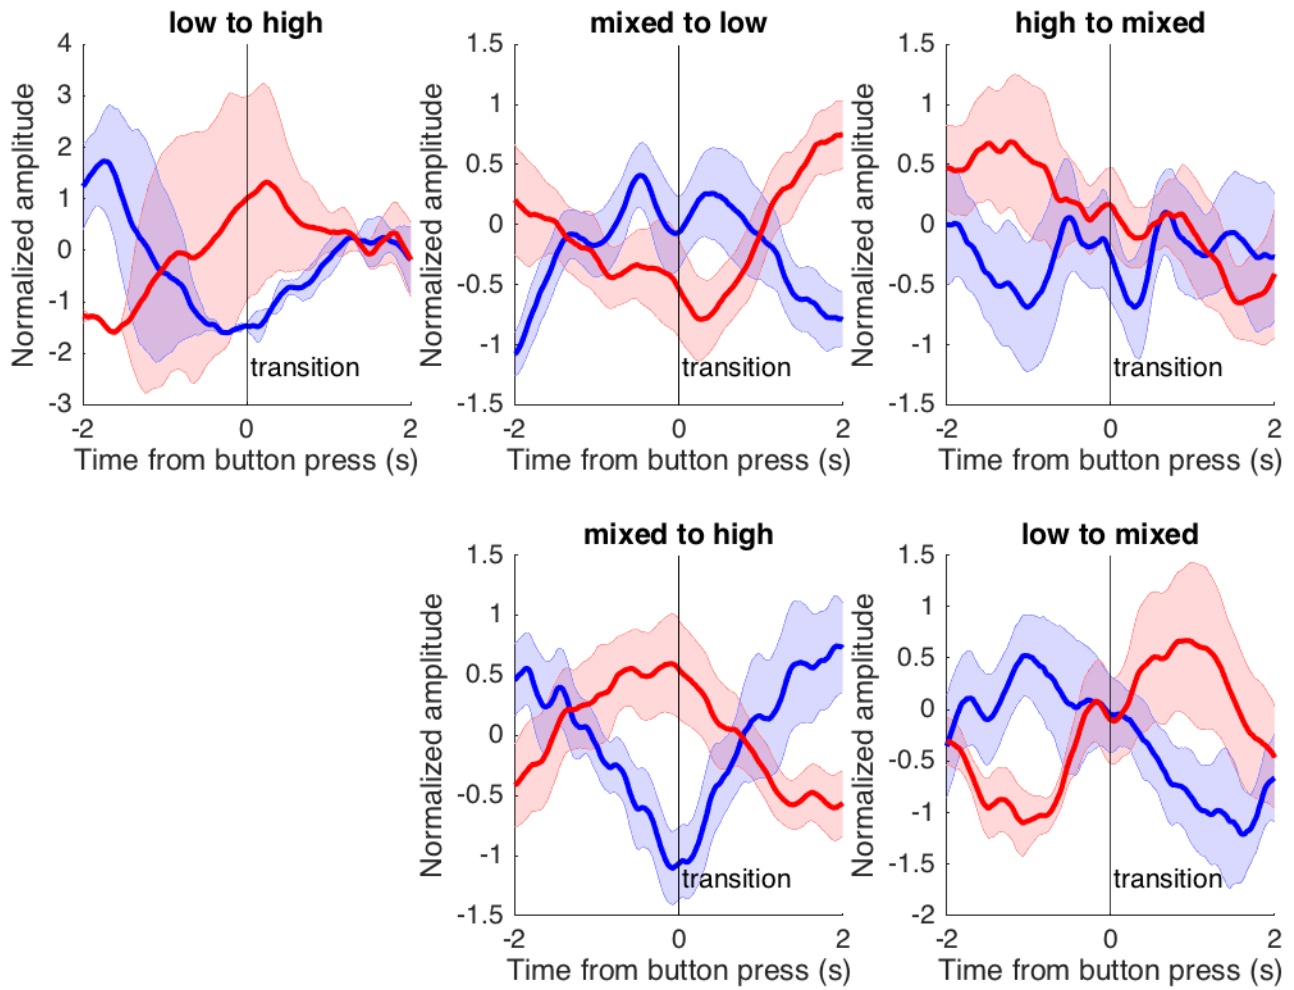 low to high
Normalized amplitude
4
3
2
1
0
-1
-2
-3
transition
-2
0
2
Time from button press (s)
mixed to low
Normalized amplitude
1.5
1
0.5
0
-0.5
-1
-1.5
transition
-2
0
2
Time from button press (s)
high to mixed
Normalized amplitude
1.5
1
0.5
0
-0.5
-1
-1.5
transition
-2
0
2
Time from button press (s)
mixed to high
Normalized amplitude
1.5
1
0.5
0
-0.5
-1
-1.5
transition
-2
0
2
Time from button press (s)
low to mixed
Normalized amplitude
1.5
1
0.5
0
-0.5
-1
-1.5
-2
transition
-2
0
2
Time from button press (s)